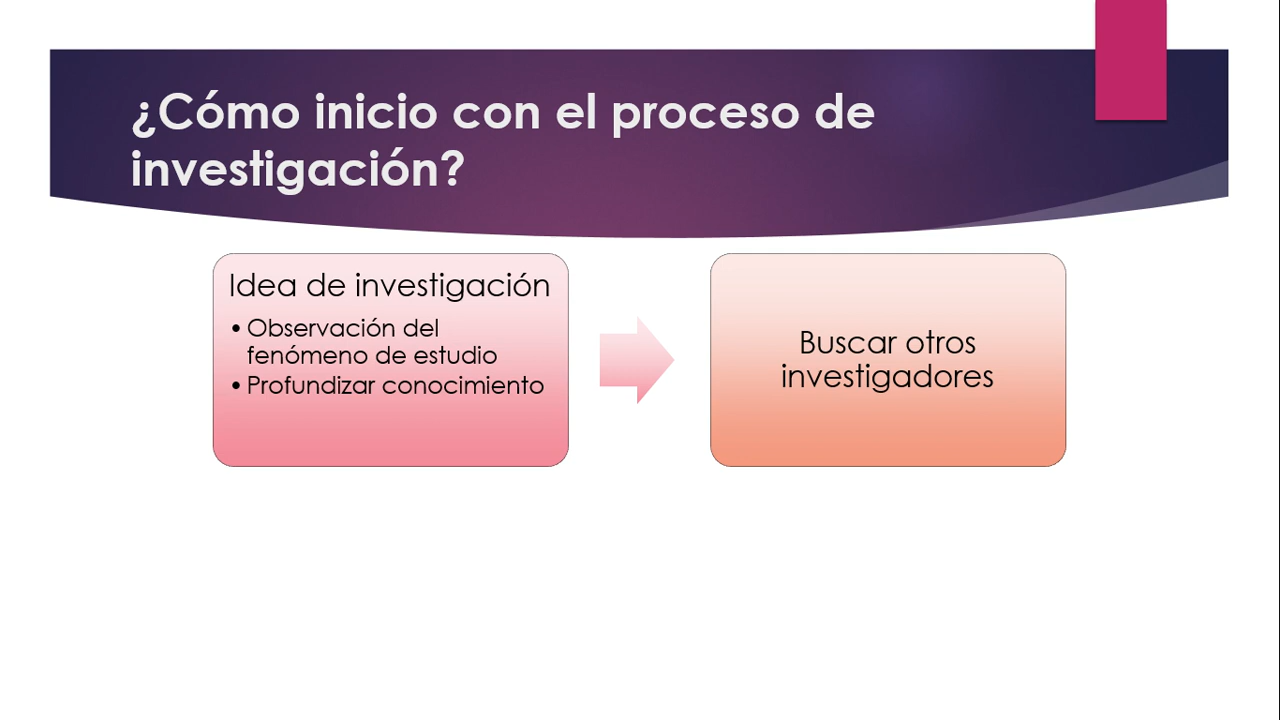 ¿Cómo inicio con el proceso de
investigación?
Idea de investigación
• Observación del
fenómeno de estudio
• Profundizar conocimiento
Buscar otros
investigadores